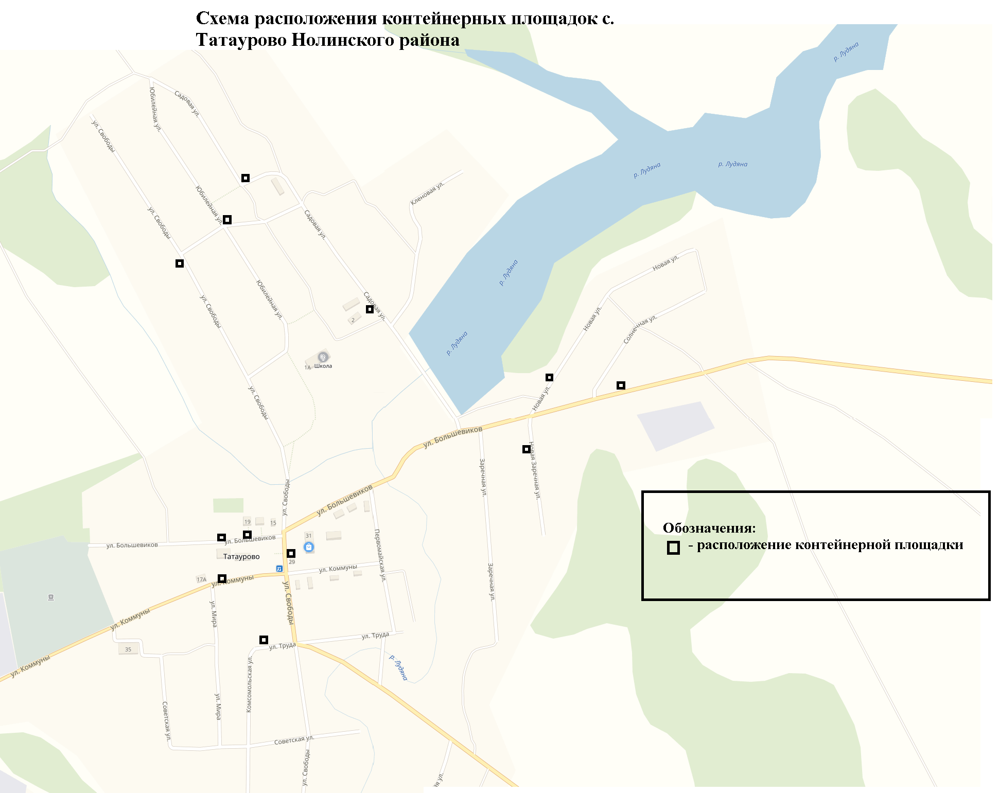 Схема расположения контейнерных площадок с.
Татаурово Нолинского района
р. Лудяна
Юбилейная ул.
Садовая ул.
ул. Свободы
р. Лудяна
р. Лудяна
Кленовая ул.
Юбилейная ул.
ул. Свободы
Садовая ул.
Новая ул.
р. Лудяна
Юбилейная ул.
ул. Свободы
Садовая ул.
2
Новая ул.
Солнечная ул.
р. Лудяна
1А
Школа
ул. Свободы
Новая ул.
ул. Большевиков
Заречная ул.
Новая Заречная ул.
ул. Свободы
ул. Большевиков
19
15
31
Обозначения:
- расположение контейнерной площадки
ул. Большевиков
ул. Большевиков
Татаурово
29
Первомайская ул.
ул. Коммуны
Заречная ул.
17А
ул. Коммуны
ул. Свободы
ул. Мира
ул. Коммуны
35
ул. Труда
ул. Труда
ул. Коммуны
р. Лудяна
Комсомольская ул.
ул. Мира
Советская ул.
Советская ул.
ул. Свободы
ая ул.